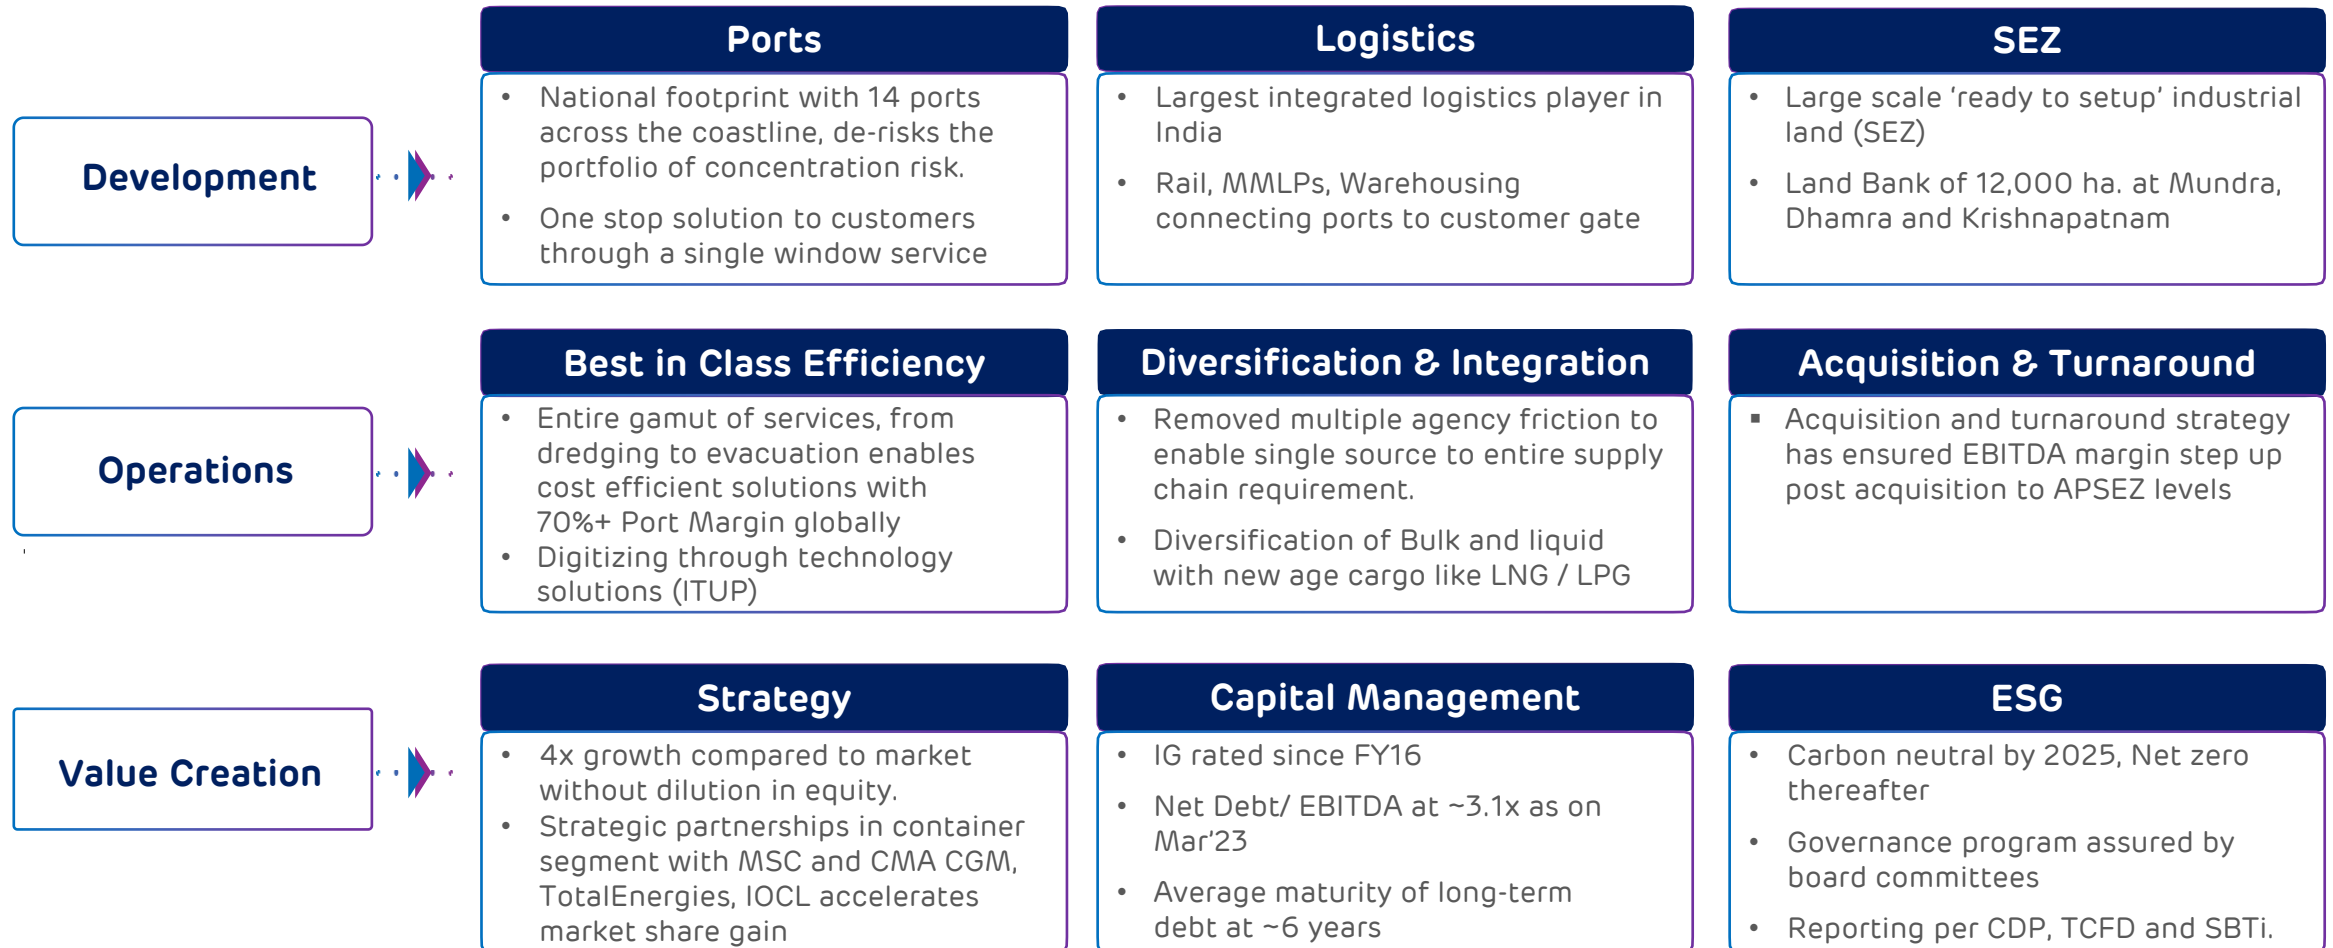 Development
Ports
• National footprint with 14 ports
across the coastline, de-risks the
portfolio of concentration risk.
• One stop solution to customers
through a single window service
Logistics
• Largest integrated logistics player in
India
• Rail, MMLPs, Warehousing
connecting ports to customer gate
SEZ
• Large scale ‘ready to setup’ industrial
land (SEZ)
• Land Bank of 12,000 ha. at Mundra,
Dhamra and Krishnapatnam
Operations
Best in Class Efficiency
• Entire gamut of services, from
dredging to evacuation enables
cost efficient solutions with
70%+ Port Margin globally
• Digitizing through technology
solutions (ITUP)
Diversification & Integration
• Removed multiple agency friction to
enable single source to entire supply
chain requirement.
• Diversification of Bulk and liquid
with new age cargo like LNG / LPG
Acquisition & Turnaround
▪ Acquisition and turnaround strategy
has ensured EBITDA margin step up
post acquisition to APSEZ levels
Value Creation
Strategy
• 4x growth compared to market
without dilution in equity.
• Strategic partnerships in container
segment with MSC and CMA CGM,
TotalEnergies, IOCL accelerates
market share gain
Capital Management
• IG rated since FY16
• Net Debt/ EBITDA at ~3.1x as on
Mar’23
• Average maturity of long-term
debt at ~6 years
ESG
• Carbon neutral by 2025, Net zero
thereafter
• Governance program assured by
board committees
• Reporting per CDP, TCFD and SBTi.